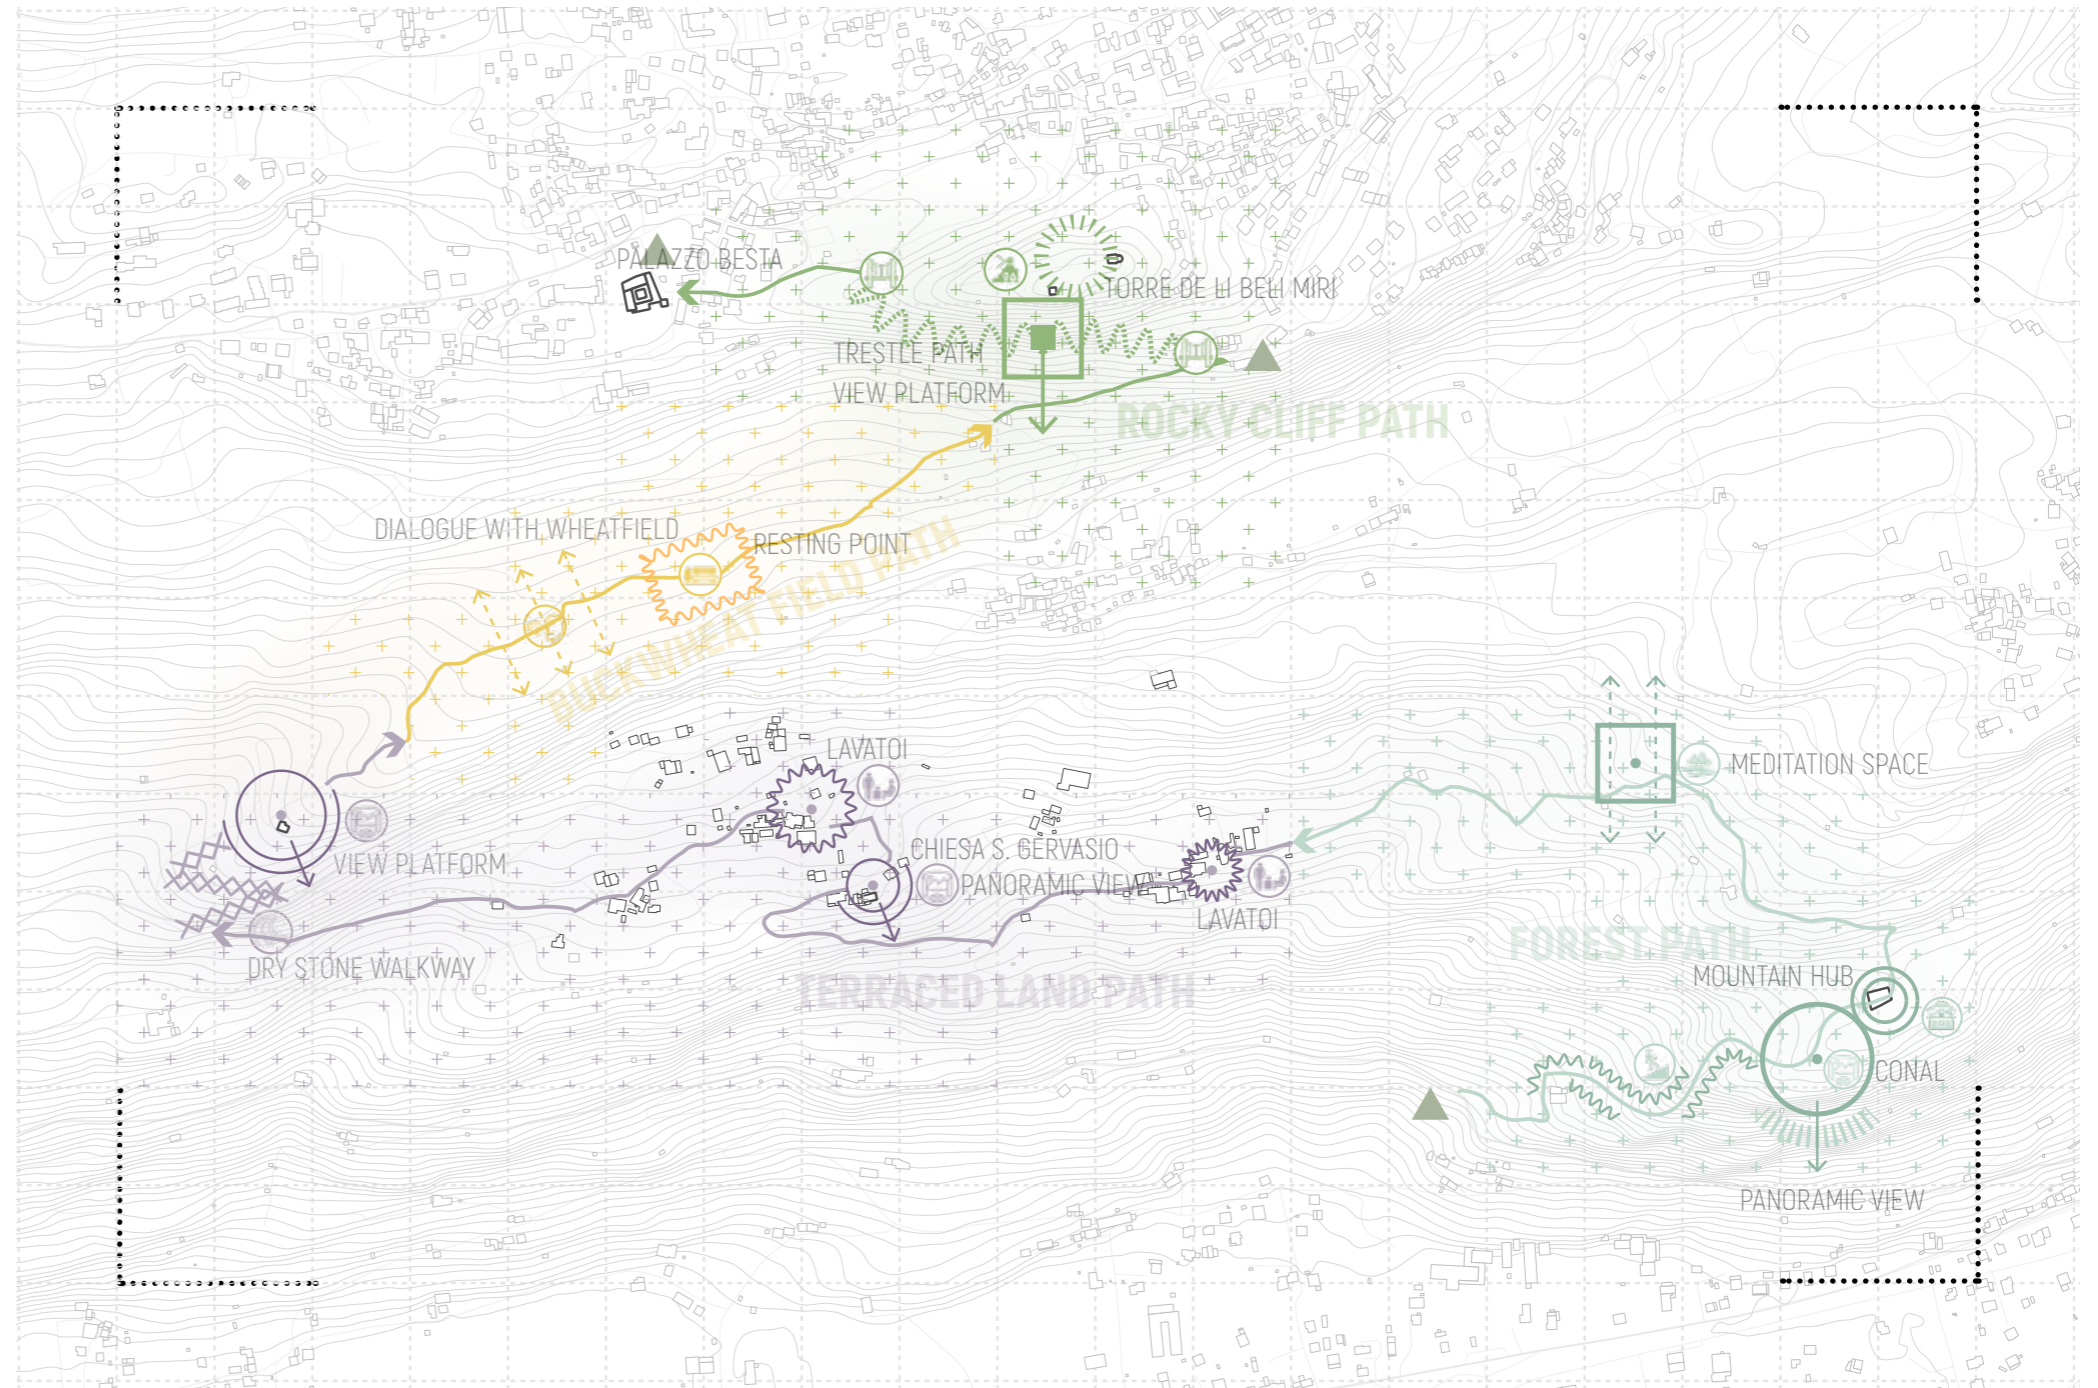 PALAZZO BESTA
TORRE DE LI BELI MIRI
TRESTLE PATH
VIEW PLATFORM
ROCKY CLIFF PATH
DIALOGUE WITH WHEATFIELD
RESTING POINT
BUCKWHEAT FIELD PATH
LAVATOI
MEDITATION SPACE
VIEW PLATFORM
CHIESA S. GERVASIO
PANORAMIC VIEW
LAVATOI
DRY STONE WALKWAY
TERRACED LAND PATH
FOREST PATH
MOUNTAIN HUB
CONAL
PANORAMIC VIEW